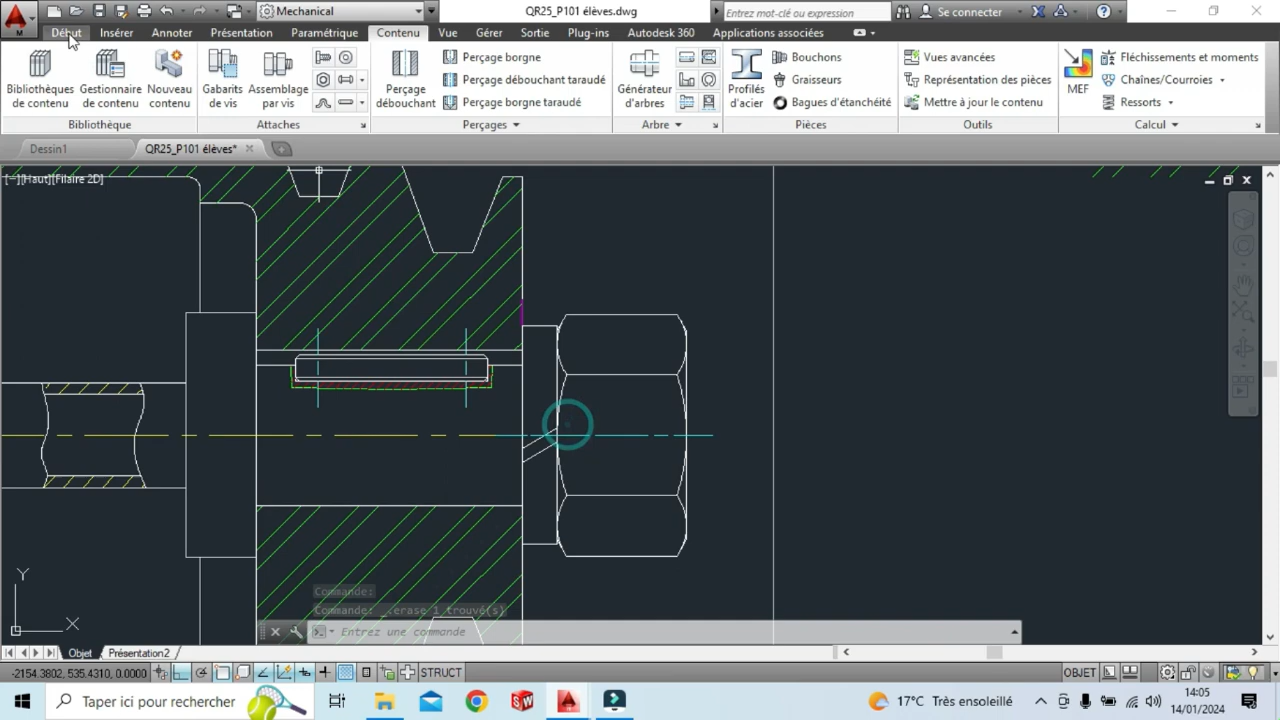 Mechanical
QR25_P101 élèves.dwg
Entrez mot-clé ou expression
Se connecter
M
Début
Insérer
Annoter
Présentation
Paramétrique
Contenu
Vue
Gérer
Sortie
Plug-ins
Autodesk 360
Applications associées
Bibliothèques de contenu
Gestionnaire de contenu
Nouveau contenu
Gabarits de vis
Assemblage par vis
Perçage débouchant
Perçage borgne
Perçage débouchant taraudé
Perçage borgne taraudé
Générateur d'arbres
Profilés d'acier
Bouchons
Graisseurs
Bagues d'étanchéité
Vues avancées
Représentation des pièces
Mettre à jour le contenu
MEF
Fléchissements et moments
Chaînes/Courroies
Ressorts
Bibliothèque
Attaches
Perçages
Arbre
Pièces
Outils
Calcul
Dessin1
QR25_P101 élèves*
[−][Haut][Filaire 2D]
Y
X
Commande:
Commande: _.erase 1 trouvé(s)
Entrez une commande
Objet
Présentation2
-2154.3802, 535.4310, 0.0000
STRUCT
OBJET
Taper ici pour rechercher
17°C Très ensoleillé
14:05
14/01/2024